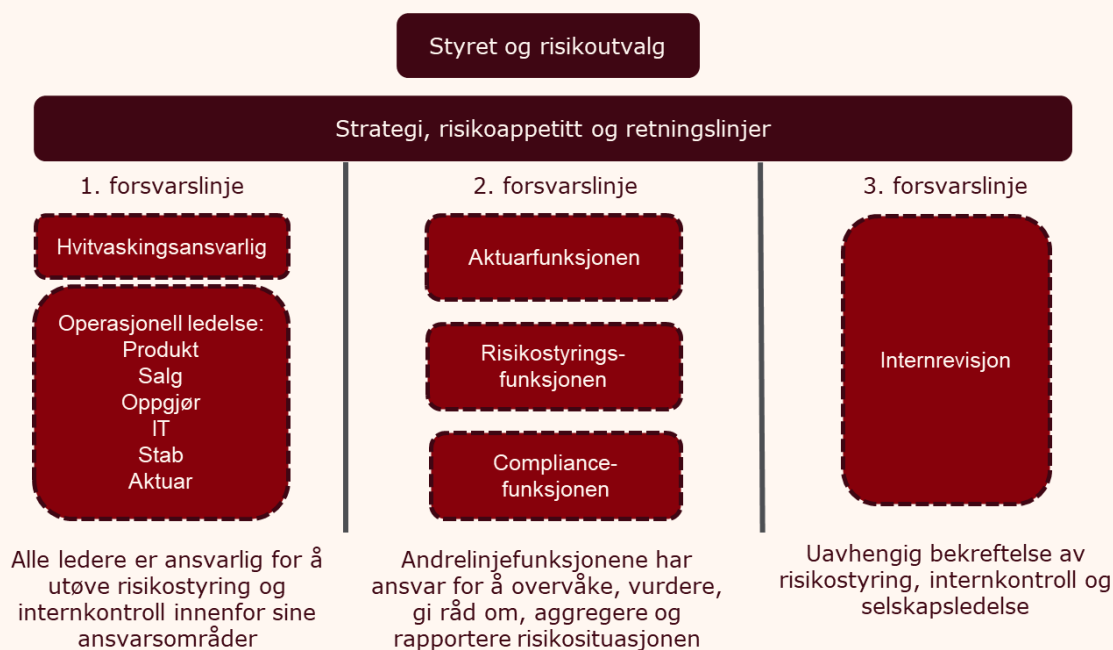 Styret og risikoutvalg
Strategi, risikoappetitt og retningslinjer
1. forsvarslinje
Hvitvaskingsansvarlig
Operasjonell ledelse:
Produkt
Salg
Oppgjør
IT
Stab
Aktuar
Alle ledere er ansvarlig for å
utøve risikostyring og
internkontroll innenfor sine
ansvarsområder
2. forsvarslinje
Aktuarfunksjonen
Risikostyrings-
funksjonen
Compliance-
funksjonen
Andrelinjefunksjonene har
ansvar for å overvåke, vurdere,
gi råd om, aggregere og
rapportere risikosituasjonen
3. forsvarslinje
Internrevisjon
Uavhengig bekreftelse av
risikostyring, internkontroll og
selskapsledelse